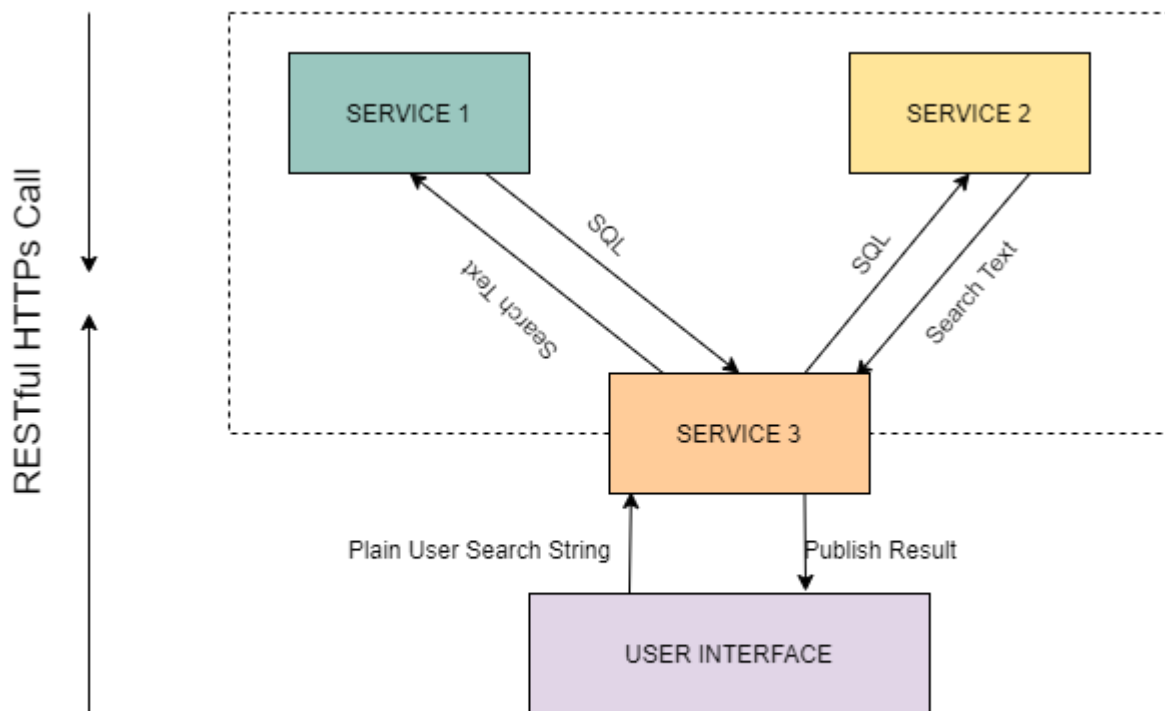 SERVICE 1
SERVICE 2
RESTful HTTPs Call
SQL
Search Text
SQL
Search Text
SERVICE 3
Plain User Search String
Publish Result
USER INTERFACE